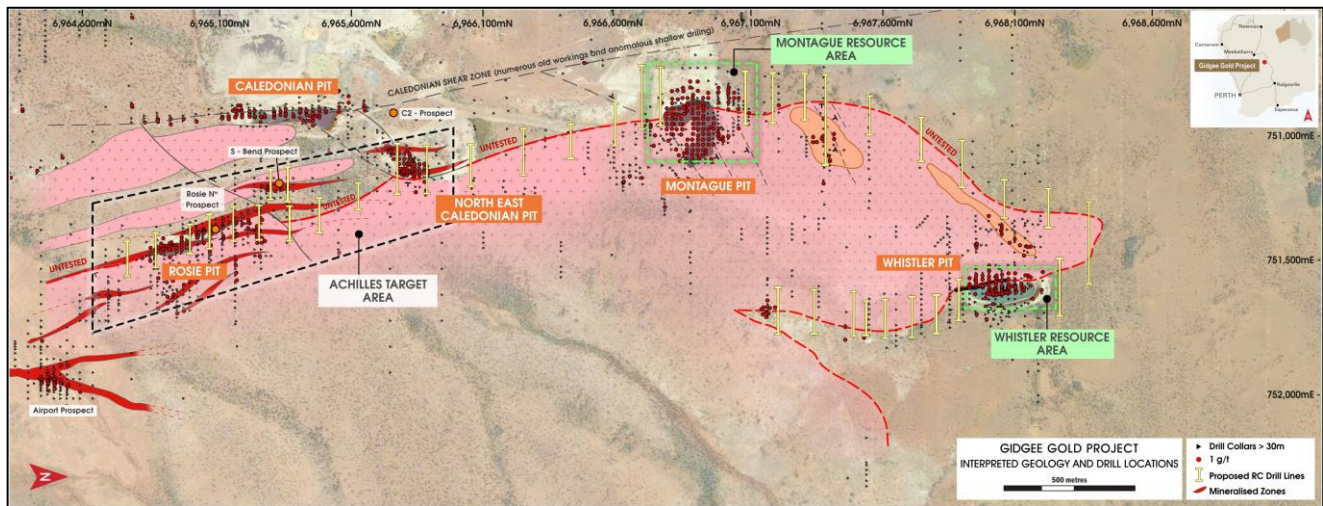 6,964,600mN
6,965,100mN
6,965,600mN
6,966,100mN
6,966,600mN
6,967,100mN
6,967,600mN
6,968,100mN
6,968,600mN
Carnarvon
Meekatharra
Gidgee Gold Project
PERTH
Kalgoorlie
Esperance
MONTAGUE RESOURCE
AREA
CALEDONIAN SHEAR ZONE (numerous old workings and anomalous shallow drilling)
CALEDONIAN PIT
C2 - Prospect
751,000mE
UNTESTED
UNTESTED
S - Bend Prospect
MONTAGUE PIT
Rosie Nth
Prospect
UNTESTED
NORTH EAST
CALEDONIAN PIT
UNTESTED
WHISTLER PIT
751,500mE
ROSIE PIT
ACHILLES TARGET
AREA
WHISTLER RESOURCE
AREA
752,000mE
Airport Prospect
N
GIDGEE GOLD PROJECT
INTERPRETED GEOLOGY AND DRILL LOCATIONS
500 metres
Drill Collars > 30m
1 g/t
Proposed RC Drill Lines
Mineralised Zones